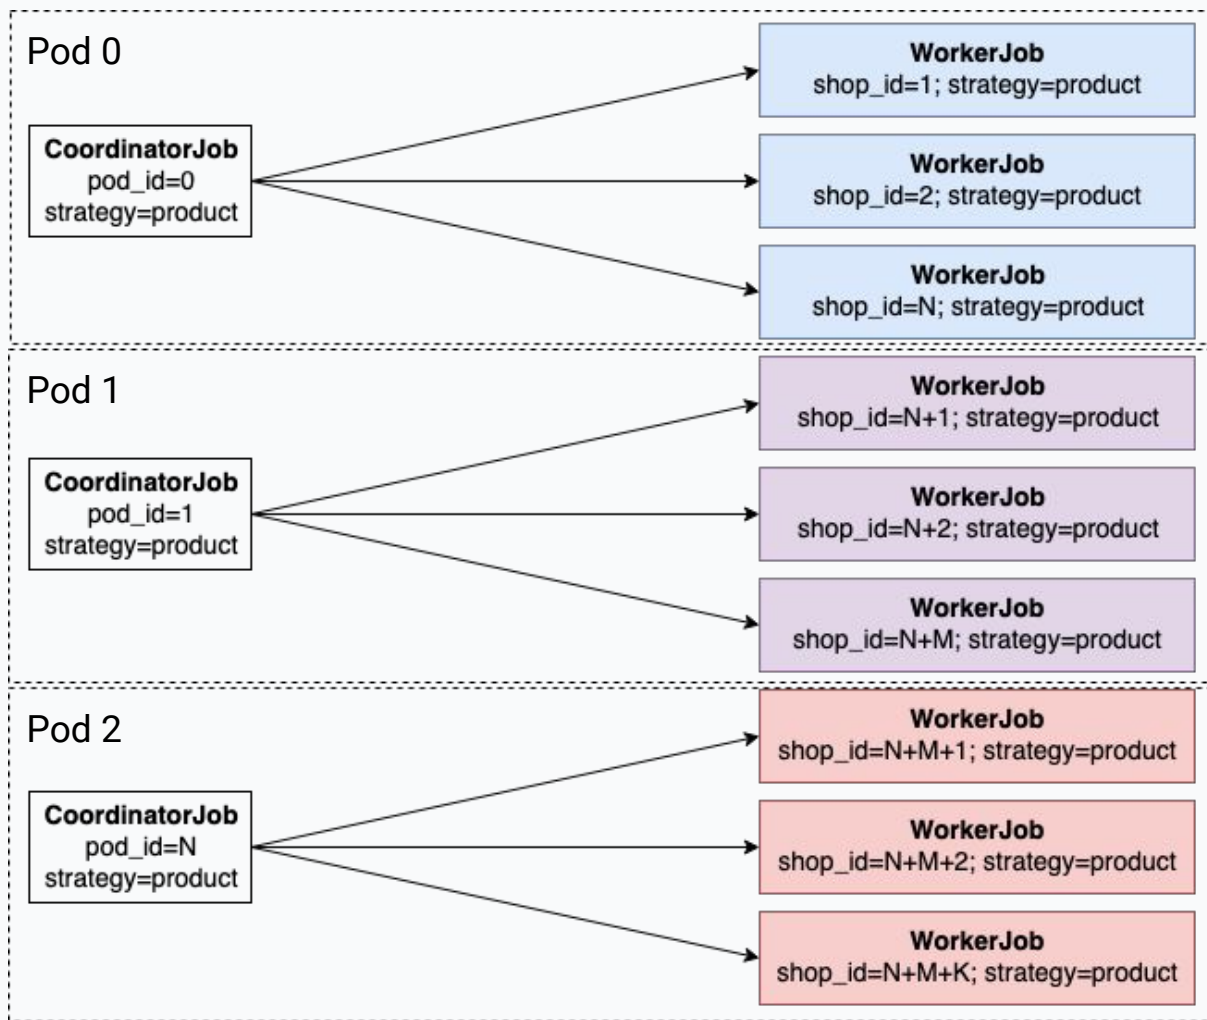 Pod 0
CoordinatorJob
pod_id=0
strategy=product
WorkerJob
shop_id=1; strategy=product
WorkerJob
shop_id=2; strategy=product
WorkerJob
shop_id=N; strategy=product
Pod 1
CoordinatorJob
pod_id=1
strategy=product
WorkerJob
shop_id=N+1; strategy=product
WorkerJob
shop_id=N+2; strategy=product
WorkerJob
shop_id=N+M; strategy=product
Pod 2
CoordinatorJob
pod_id=N
strategy=product
WorkerJob
shop_id=N+M+1; strategy=product
WorkerJob
shop_id=N+M+2; strategy=product
WorkerJob
shop_id=N+M+K; strategy=product